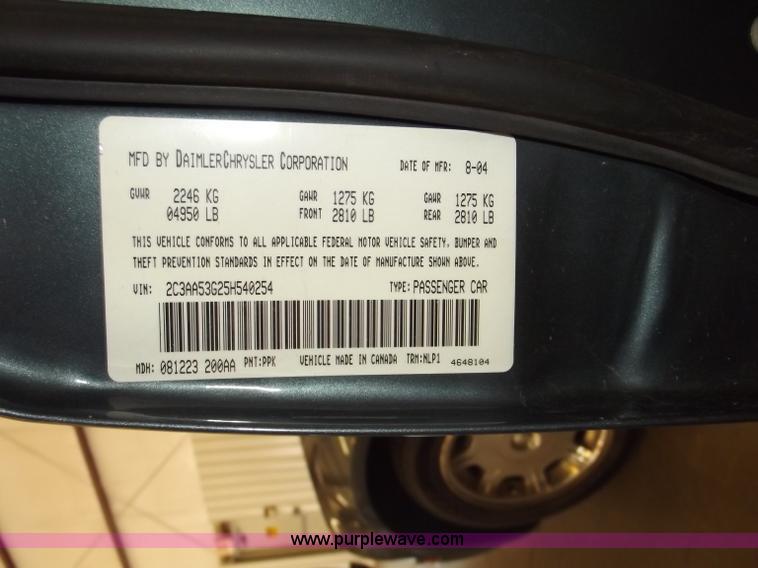 MFD BY DAIMLERCHRYSLER CORPORATION DATE OF MFR: 8-04
GVWR 2246 KG GAWR 1275 KG GAWR 1275 KG
04950 LB FRONT 2810 LB REAR 2810 LB
THIS VEHICLE CONFORMS TO ALL APPLICABLE FEDERAL MOTOR VEHICLE SAFETY, BUMPER AND
THEFT PREVENTION STANDARDS IN EFFECT ON THE DATE OF MANUFACTURE SHOWN ABOVE.
VIN: 2C3AA53G25H540254 TYPE: PASSENGER CAR
MDH: 081223 200AA PNT:PPK VEHICLE MADE IN CANADA TRM:NLP1 4648104
www.purplewave.com